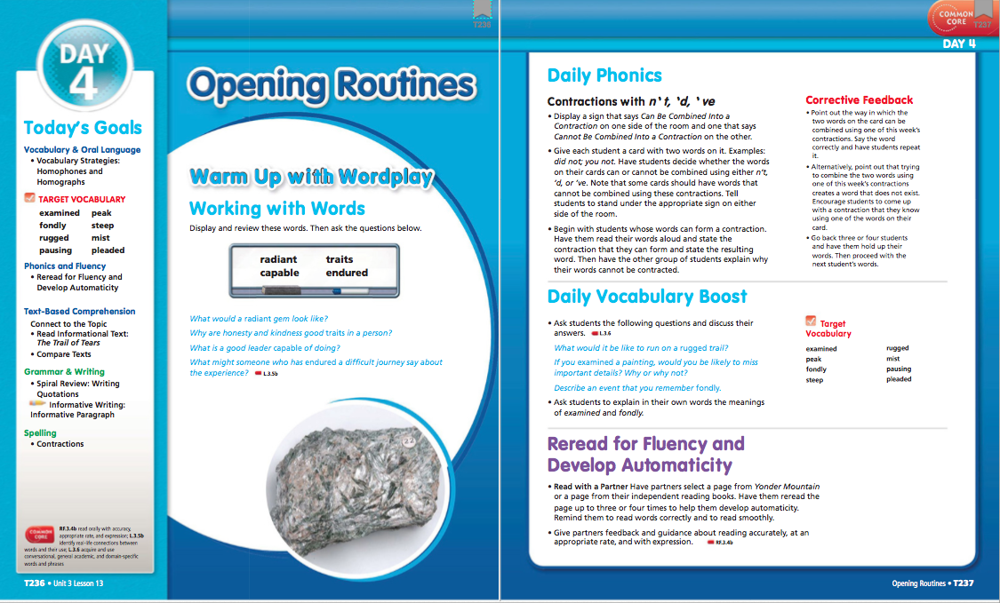 T236
DAY
4
Today's Goals
Vocabulary & Oral Language
• Vocabulary Strategies:
Homophones and
Homographs
TARGET VOCABULARY
examined peak
fondly steep
rugged mist
pausing pleaded
Phonics and Fluency
• Reread for Fluency and
Develop Automaticity
Text-Based Comprehension
Connect to the Topic
• Read Informational Text:
The Trail of Tears
• Compare Texts
Grammar & Writing
• Spiral Review: Writing
Quotations
Informative Writing:
Informative Paragraph
Spelling
• Contractions
COMMON
CORE
RF.3.4b read orally with accuracy,
appropriate rate, and expression; L.3.5b
identify real-life connections between
words and their use; L.3.6 acquire and use
conversational, general academic, and domain-specific
words and phrases
T236 • Unit 3 Lesson 13
Opening Routines
Warm Up with Wordplay
Working with Words
Display and review these words. Then ask the questions below.
radiant traits
capable endured
What would a radiant gem look like?
Why are honesty and kindness good traits in a person?
What is a good leader capable of doing?
What might someone who has endured a difficult journey say about
the experience? L.3.5b
22
COMMON
CORE
T237
DAY 4
Daily Phonics
Contractions with n't, 'd, 've
• Display a sign that says Can Be Combined Into a
Contraction on one side of the room and one that says
Cannot Be Combined Into a Contraction on the other.
• Give each student a card with two words on it. Examples:
did not; you not. Have students decide whether the words
on their cards can or cannot be combined using either n't,
'd, or 've. Note that some cards should have words that
cannot be combined using these contractions. Tell
students to stand under the appropriate sign on either
side of the room.
• Begin with students whose words can form a contraction.
Have them read their words aloud and state the
contraction that they can form and state the resulting
word. Then have the other group of students explain why
their words cannot be contracted.
Corrective Feedback
• Point out the way in which the
two words on the card can be
combined using one of this week's
contractions. Say the word
correctly and have students repeat
it.
• Alternatively, point out that trying
to combine the two words using
one of this week's contractions
creates a word that does not exist.
Encourage students to come up
with a contraction that they know
using one of the words on their
card.
• Go back three or four students
and have them hold up their
words. Then proceed with the
next student's words.
Daily Vocabulary Boost
• Ask students the following questions and discuss their
answers. L.3.6
What would it be like to run on a rugged trail?
If you examined a painting, would you be likely to miss
important details? Why or why not?
Describe an event that you remember fondly.
• Ask students to explain in their own words the meanings
of examined and fondly.
Target
Vocabulary
examined rugged
peak mist
fondly pausing
steep pleaded
Reread for Fluency and
Develop Automaticity
• Read with a Partner Have partners select a page from Yonder Mountain
or a page from their independent reading books. Have them reread the
page up to three or four times to help them develop automaticity.
Remind them to read words correctly and to read smoothly.
• Give partners feedback and guidance about reading accurately, at an
appropriate rate, and with expression. RF.3.4b
Opening Routines • T237